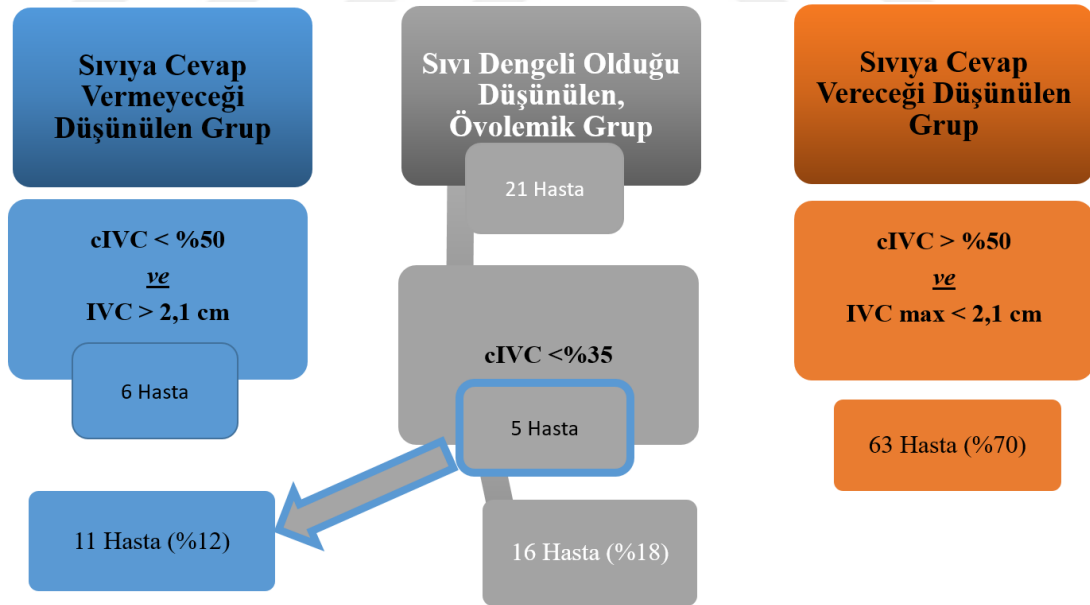 Sıvıya Cevap
Vermeyeceği
Düşünülen Grup
cIVC < %50
ve
IVC > 2,1 cm
6 Hasta
11 Hasta (%12)
Sıvı Dengeli Olduğu
Düşünülen,
Övolemik Grup
21 Hasta
cIVC <%35
5 Hasta
16 Hasta (%18)
Sıvıya Cevap
Vereceği Düşünülen
Grup
cIVC > %50
ve
IVC max < 2,1 cm
63 Hasta (%70)